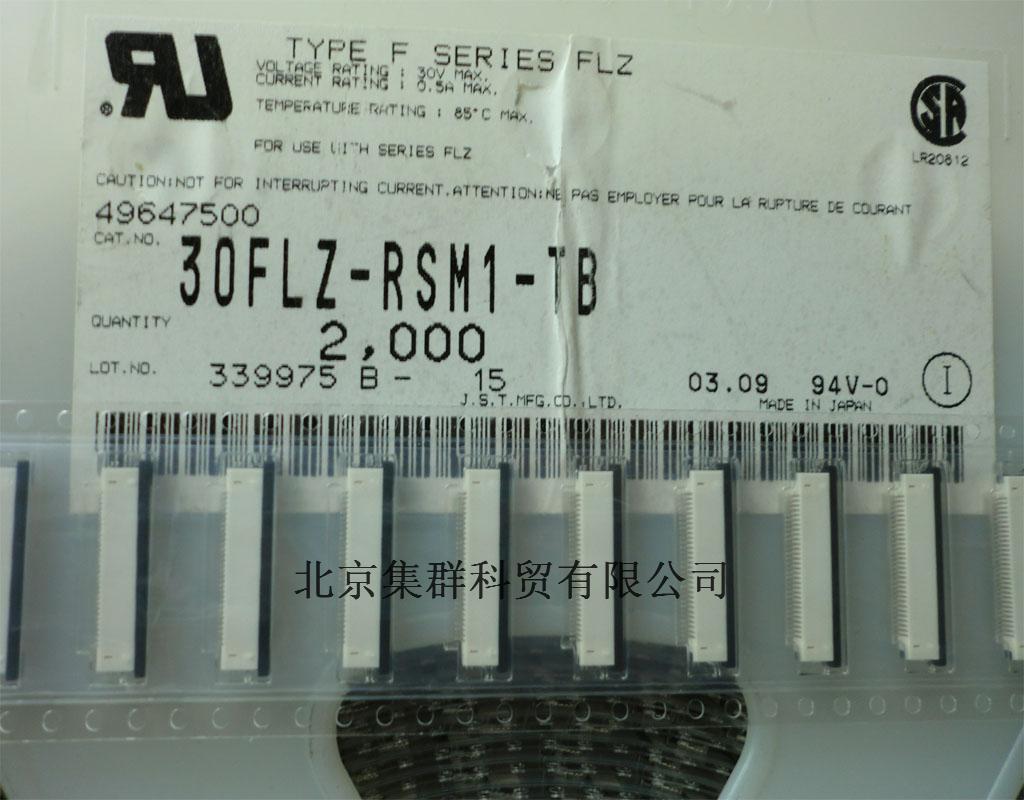 TYPE F SERIES FLZ
VOLTAGE RATING : 30V MAX.
CURRENT RATING : 0.5A MAX.
TEMPERATURE RATING : 85°C MAX.
®
LR20812
FOR USE WITH SERIES FLZ
CAUTION:NOT FOR INTERRUPTING CURRENT.ATTENTION:NE PAS EMPLOYER POUR LA RUPTURE DE COURANT
49647500
CAT.NO. 30FLZ-RSM1-TB
QUANTITY 2,000
LOT.NO. 339975 B - 15 03.09 94V-0 I
J.S.T.MFG.CO.,LTD. MADE IN JAPAN
北京集群科贸有限公司